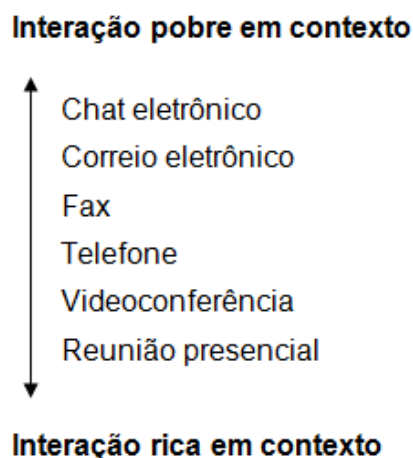 Interação pobre em contexto
Chat eletrônico
Correio eletrônico
Fax
Telefone
Videoconferência
Reunião presencial
Interação rica em contexto